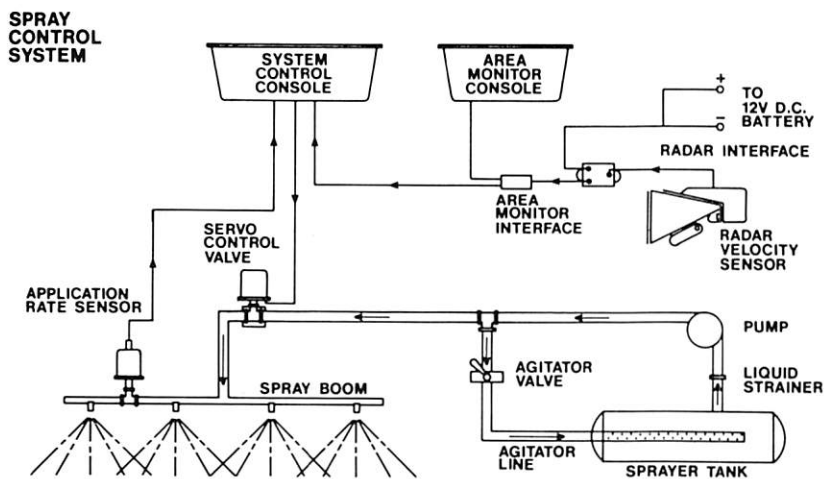 SPRAY
CONTROL
SYSTEM
SYSTEM
CONTROL
CONSOLE
AREA
MONITOR
CONSOLE
+
TO
12V D.C.
BATTERY
−
RADAR INTERFACE
AREA
MONITOR
INTERFACE
RADAR
VELOCITY
SENSOR
SERVO
CONTROL
VALVE
APPLICATION
RATE SENSOR
PUMP
AGITATOR
VALVE
LIQUID
STRAINER
SPRAY BOOM
AGITATOR
LINE
SPRAYER TANK